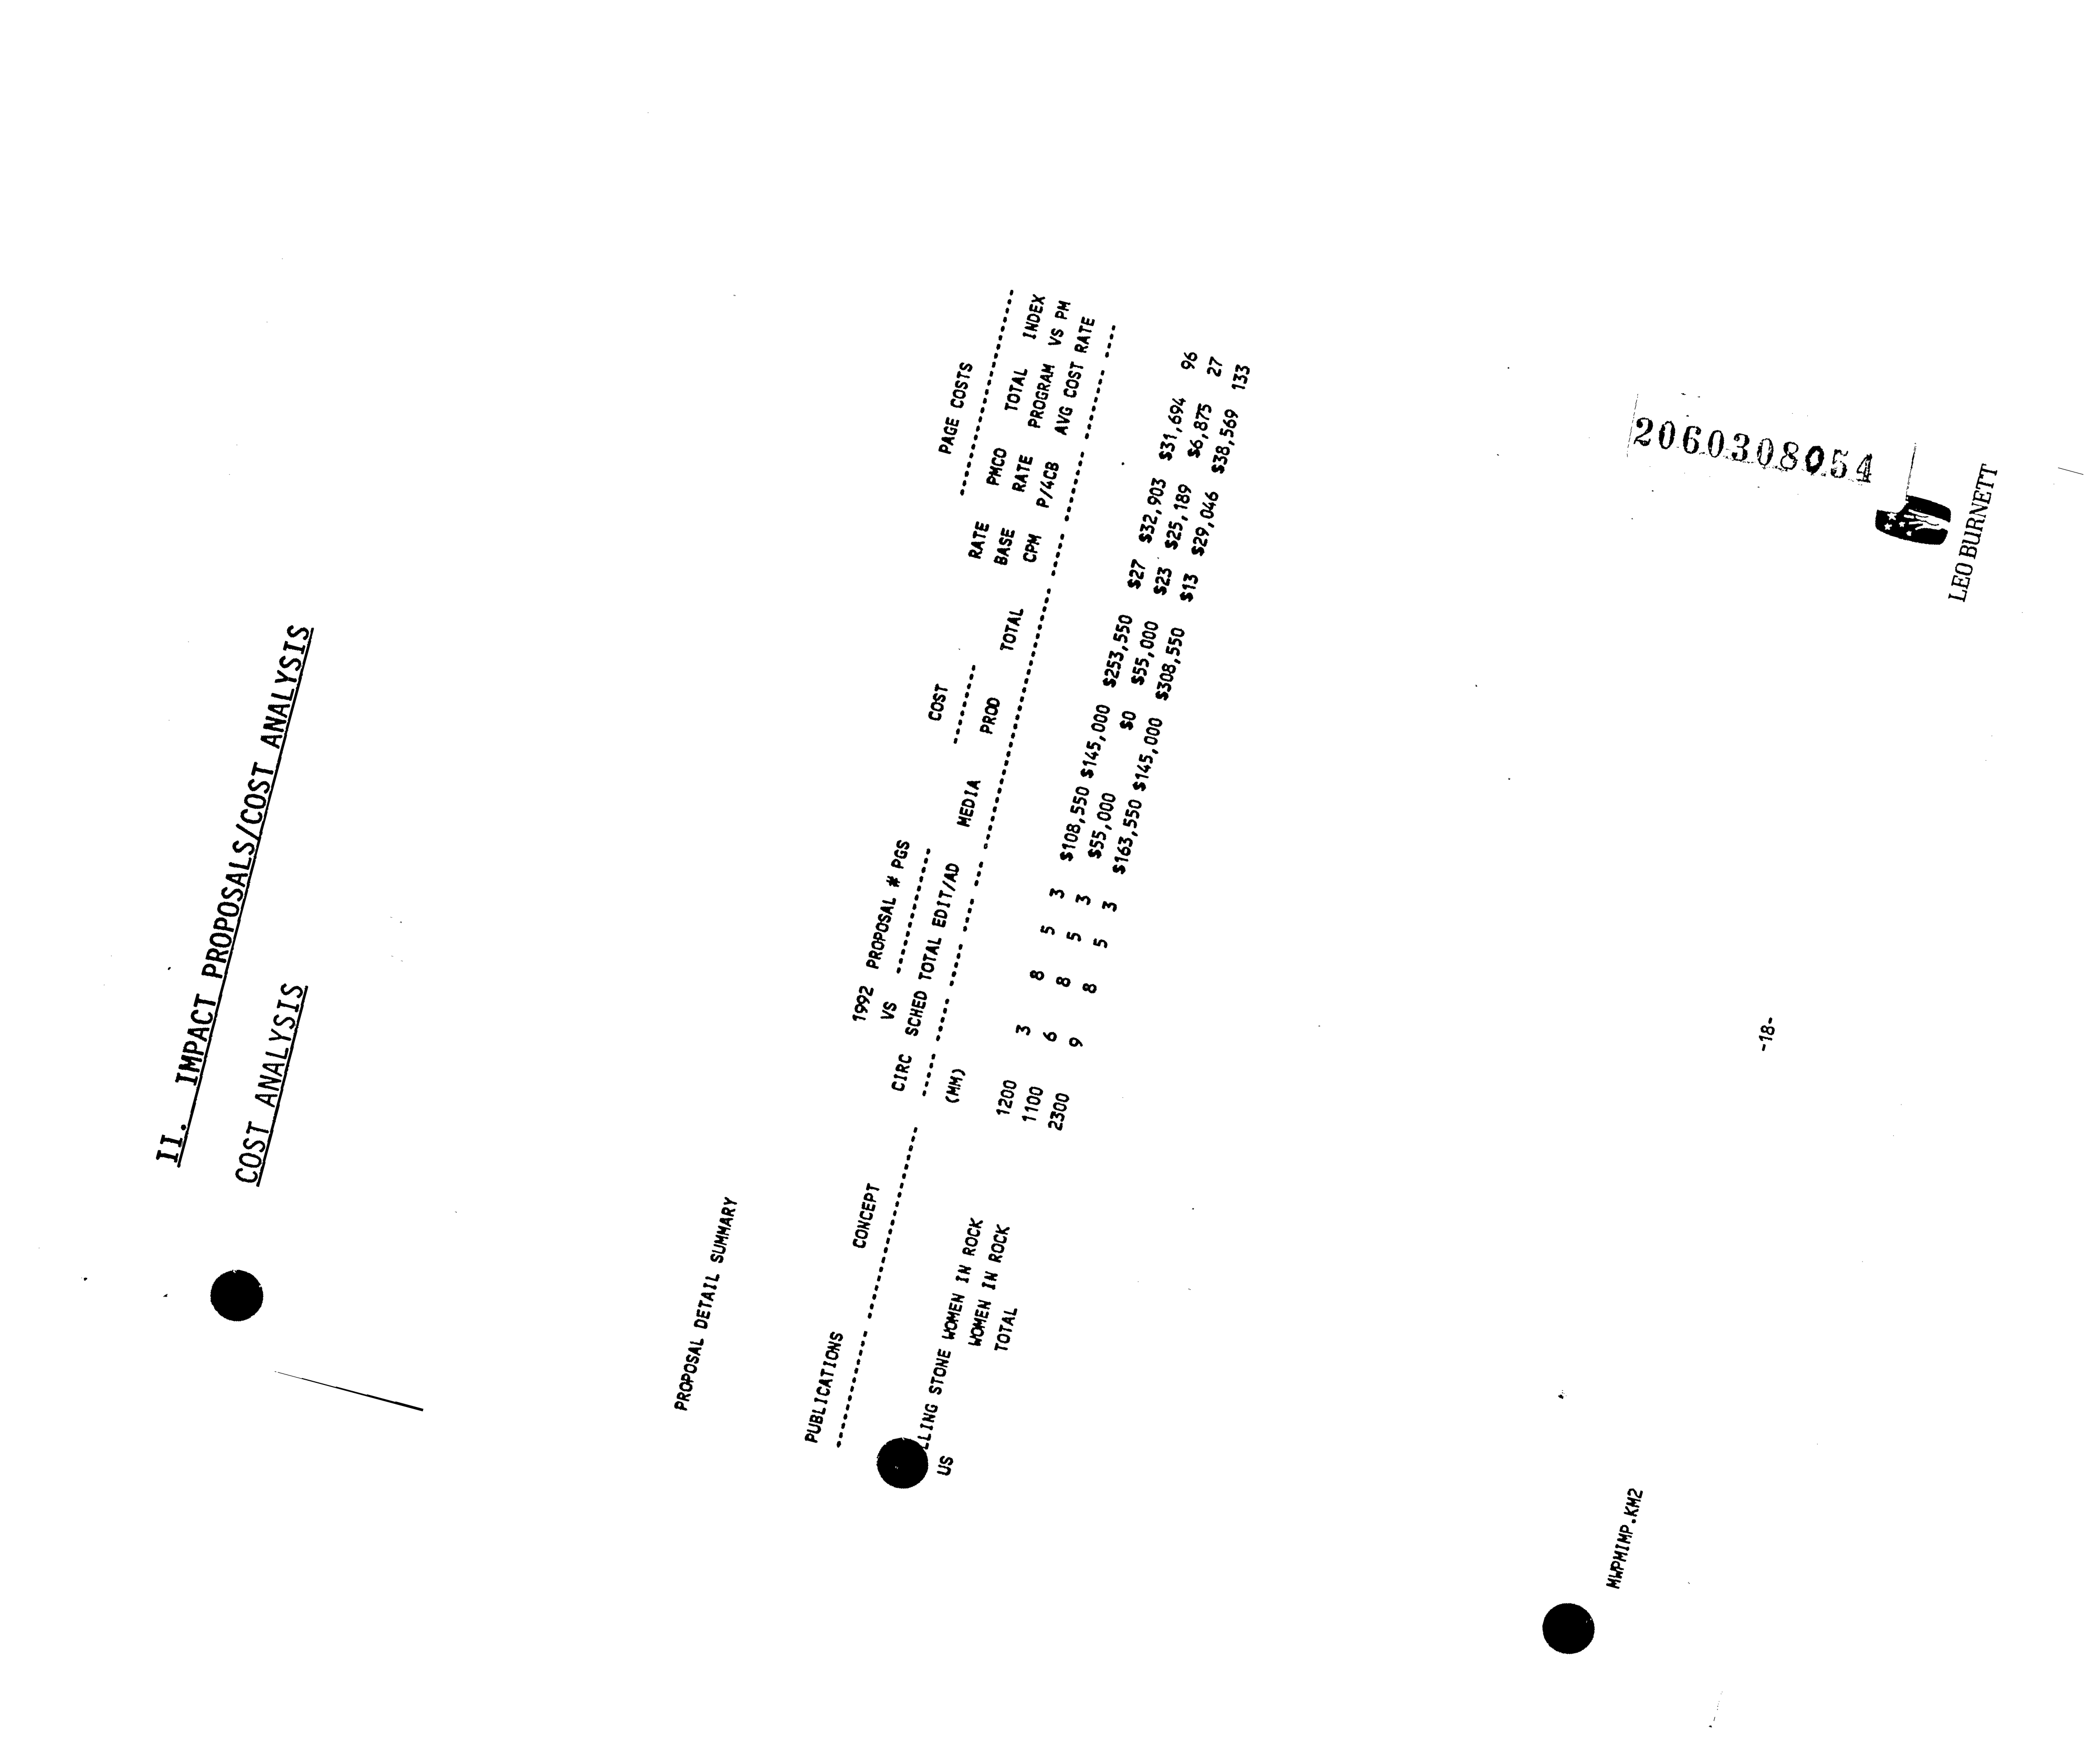 II. IMPACT PROPOSALS/COST ANALYSIS
COST ANALYSIS
PROPOSAL DETAIL SUMMARY
PAGE COSTS
1992 PROPOSAL # PGS COST RATE PMCO TOTAL INDEX
VS BASE RATE PROGRAM VS PM
PUBLICATIONS CONCEPT CIRC SCHED TOTAL EDIT/AD MEDIA PROD TOTAL CPM P/4CB AVG COST RATE
(MM)
LLING STONE WOMEN IN ROCK 1200 3 8 5 3 $108,550 $145,000 $253,550 $27 $32,903 $31,694 96
US WOMEN IN ROCK 1100 6 8 5 3 $55,000 $0 $55,000 $23 $25,189 $6,875 27
TOTAL 2300 9 8 5 3 $163,550 $145,000 $308,550 $13 $29,046 $38,569 133
MWPMIMP.KM2
-18-
2060308054
LEO BURNETT